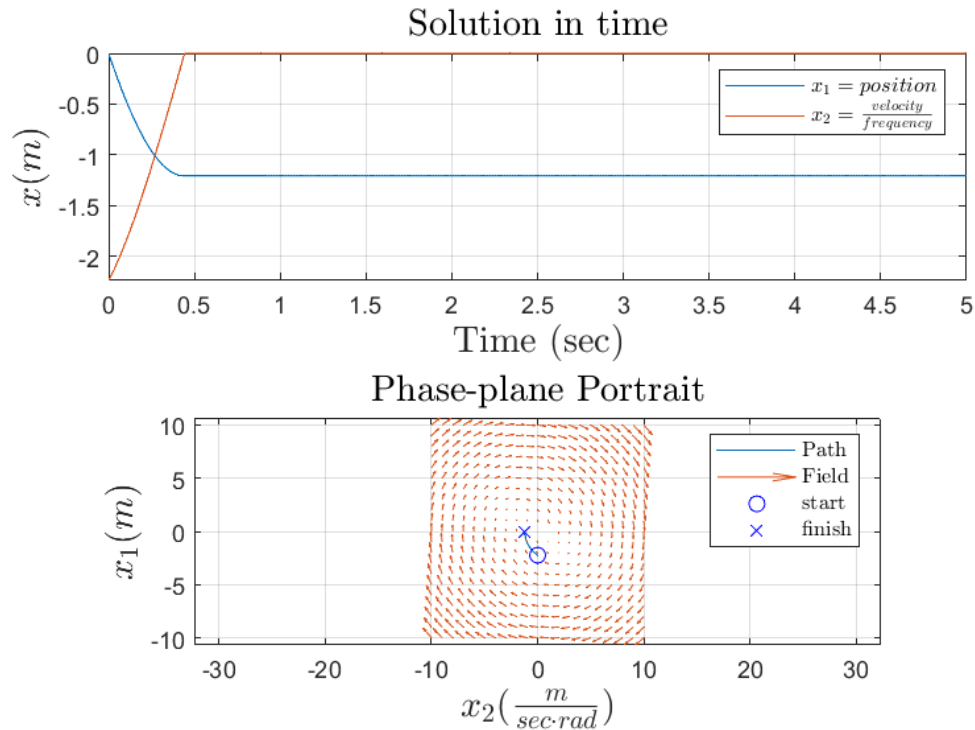 Solution in time
0
-0.5
-1
-1.5
-2
x(m)
x₁ = position
x₂ = velocity/frequency
0 0.5 1 1.5 2 2.5 3 3.5 4 4.5 5
Time (sec)
Phase-plane Portrait
10
5
0
-5
-10
x₁(m)
Path
Field
start
finish
-30 -20 -10 0 10 20 30
x₂(m/sec·rad)